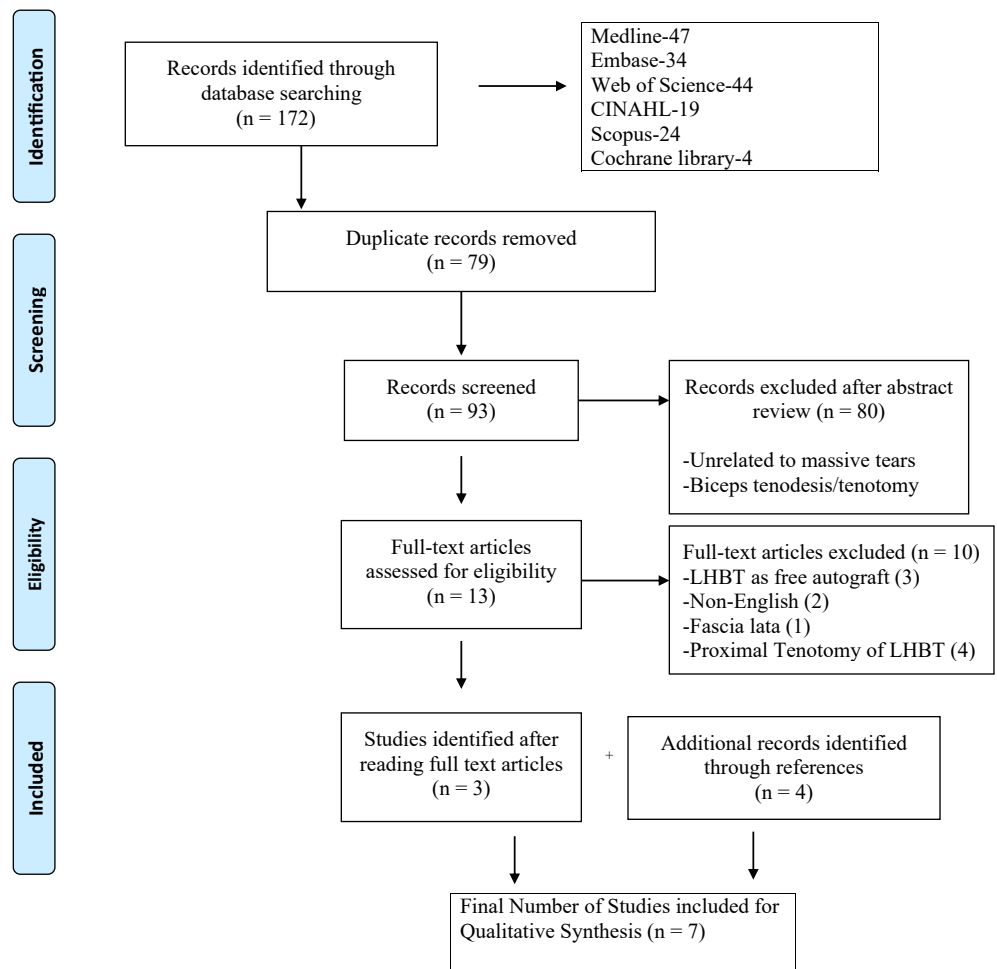 Identification
Records identified through
database searching
(n = 172)
Medline-47
Embase-34
Web of Science-44
CINAHL-19
Scopus-24
Cochrane library-4
Screening
Duplicate records removed
(n = 79)
Records screened
(n = 93)
Records excluded after abstract
review (n = 80)
-Unrelated to massive tears
-Biceps tenodesis/tenotomy
Eligibility
Full-text articles
assessed for eligibility
(n = 13)
Full-text articles excluded (n = 10)
-LHBT as free autograft (3)
-Non-English (2)
-Fascia lata (1)
-Proximal Tenotomy of LHBT (4)
Included
Studies identified after
reading full text articles
(n = 3)
+
Additional records identified
through references
(n = 4)
Final Number of Studies included for
Qualitative Synthesis (n = 7)